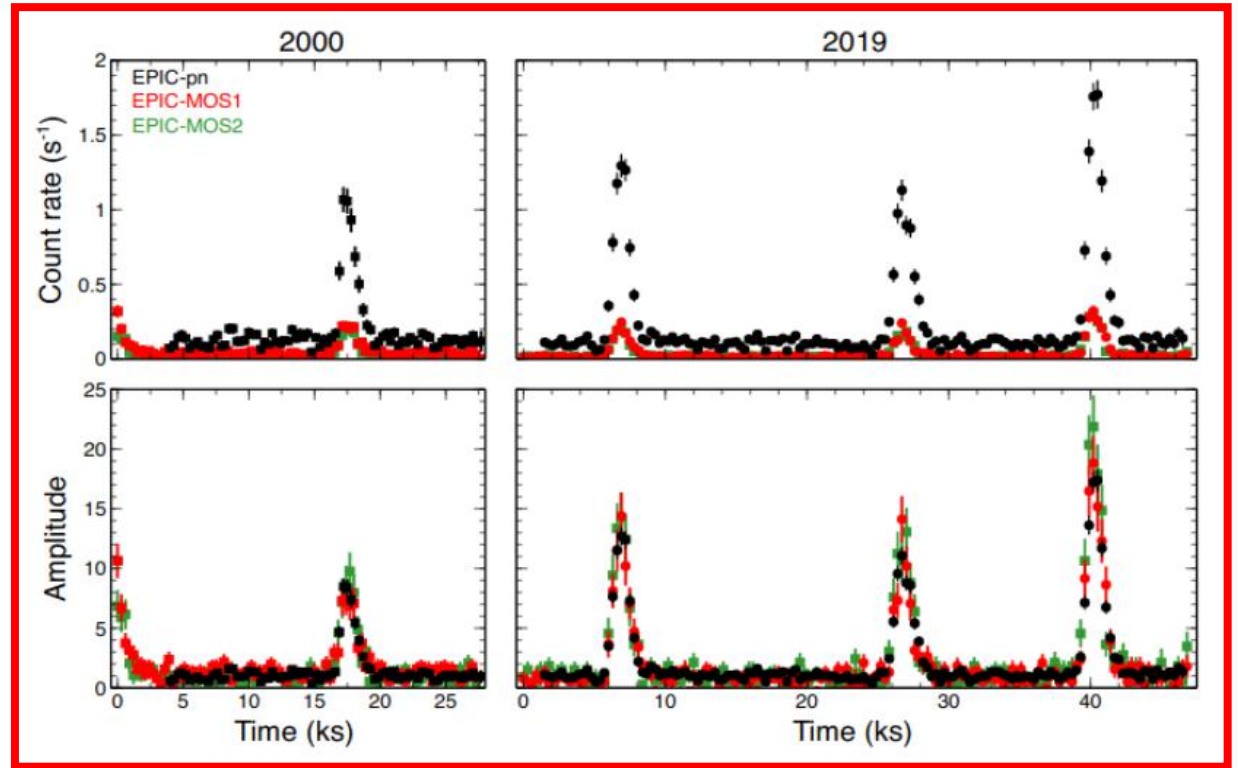 2000
2019
EPIC-pn
EPIC-MOS1
EPIC-MOS2
Count rate (s⁻¹)
2
1.5
1
0.5
0
Amplitude
25
20
15
10
5
0
0 5 10 15 20 25
0 10 20 30 40
Time (ks)
Time (ks)